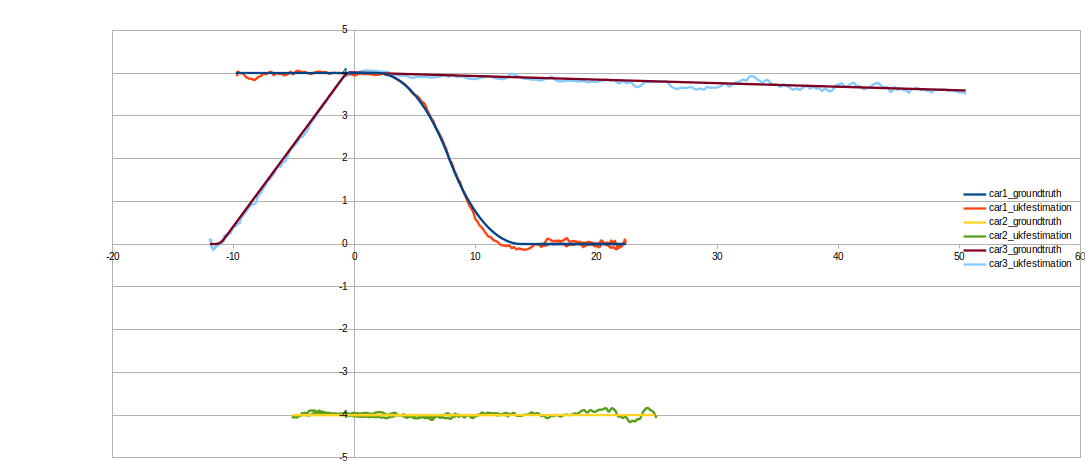 5
4
3
2
1
car1_groundtruth
car1_ukfestimation
car2_groundtruth
car2_ukfestimation
car3_groundtruth
car3_ukfestimation
0
-20 -10 0 10 20 30 40 50 60
-1
-2
-3
-4
-5